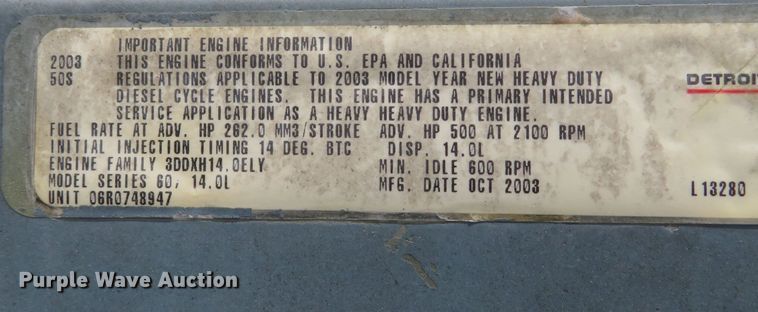 IMPORTANT ENGINE INFORMATION
2003 THIS ENGINE CONFORMS TO U.S. EPA AND CALIFORNIA
50S REGULATIONS APPLICABLE TO 2003 MODEL YEAR NEW HEAVY DUTY
DIESEL CYCLE ENGINES. THIS ENGINE HAS A PRIMARY INTENDED
SERVICE APPLICATION AS A HEAVY HEAVY DUTY ENGINE.
FUEL RATE AT ADV. HP 262.0 MM3/STROKE ADV. HP 500 AT 2100 RPM
INITIAL INJECTION TIMING 14 DEG. BTC DISP. 14.0L
ENGINE FAMILY 3DDXH14.0ELY MIN. IDLE 600 RPM
MODEL SERIES 60, 14.0L MFG. DATE OCT 2003
UNIT 06R0748947
L13280
DETROI
Purple Wave Auction